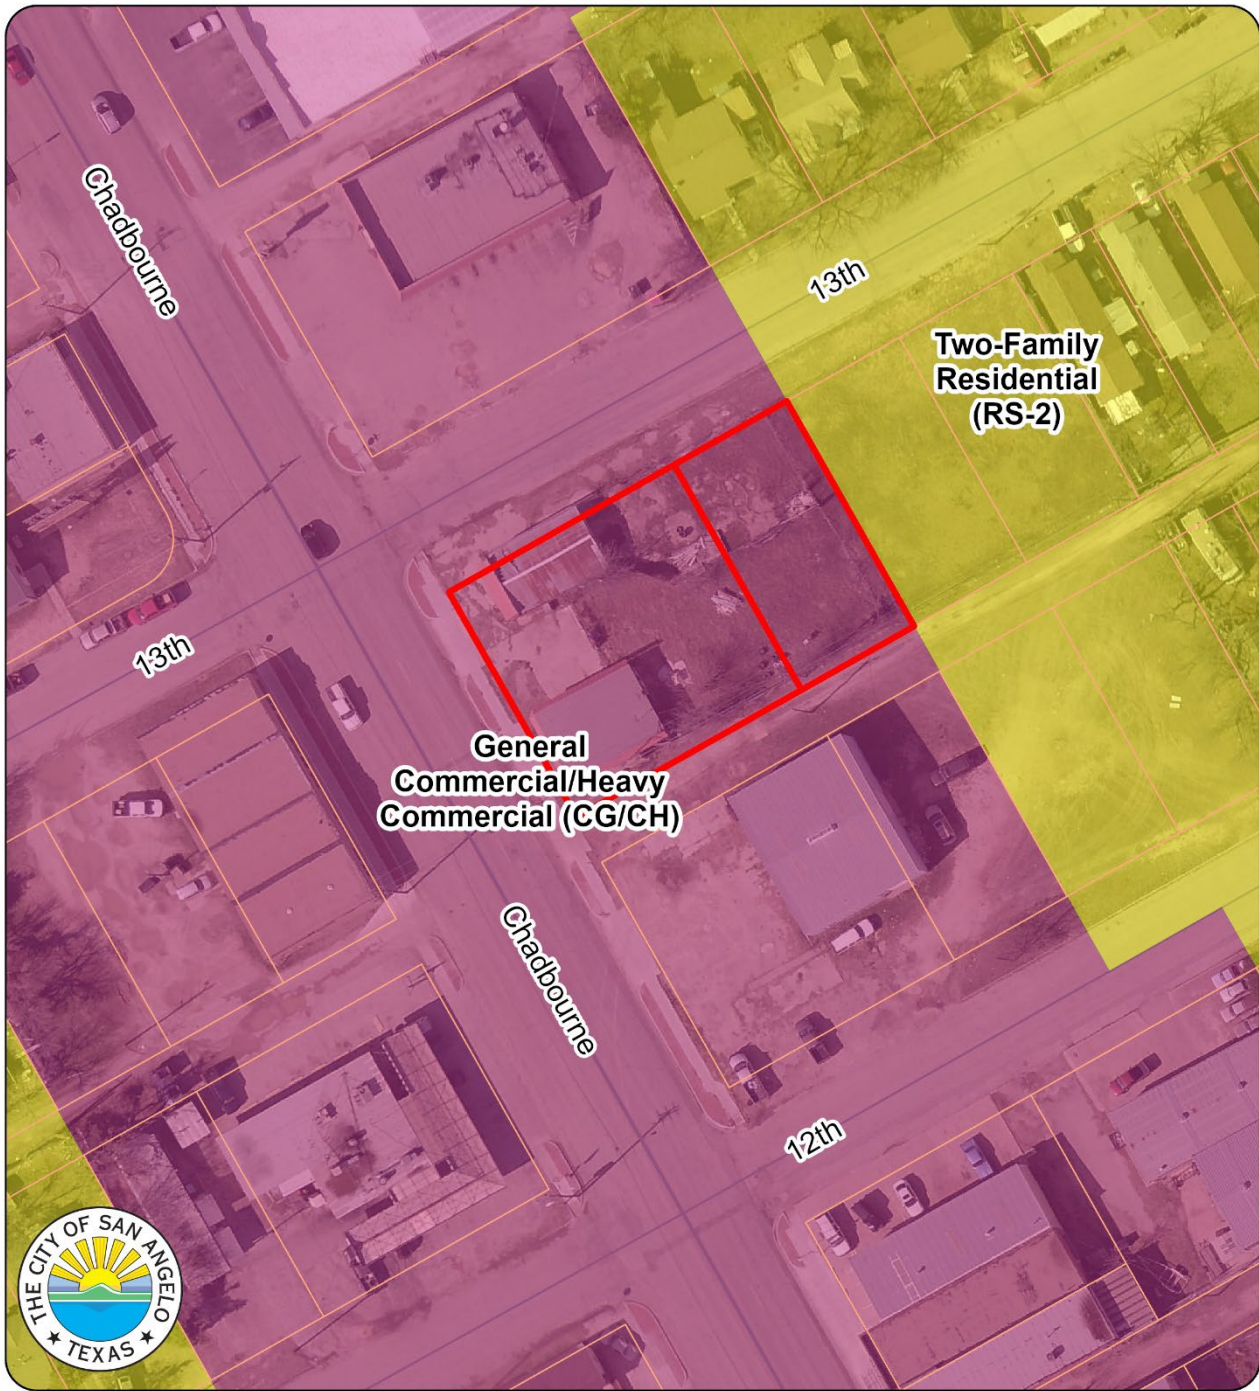 Chadbourne
13th
Two-Family
Residential
(RS-2)
13th
General
Commercial/Heavy
Commercial (CG/CH)
Chadbourne
12th
THE CITY OF SAN ANGELO
★ TEXAS ★